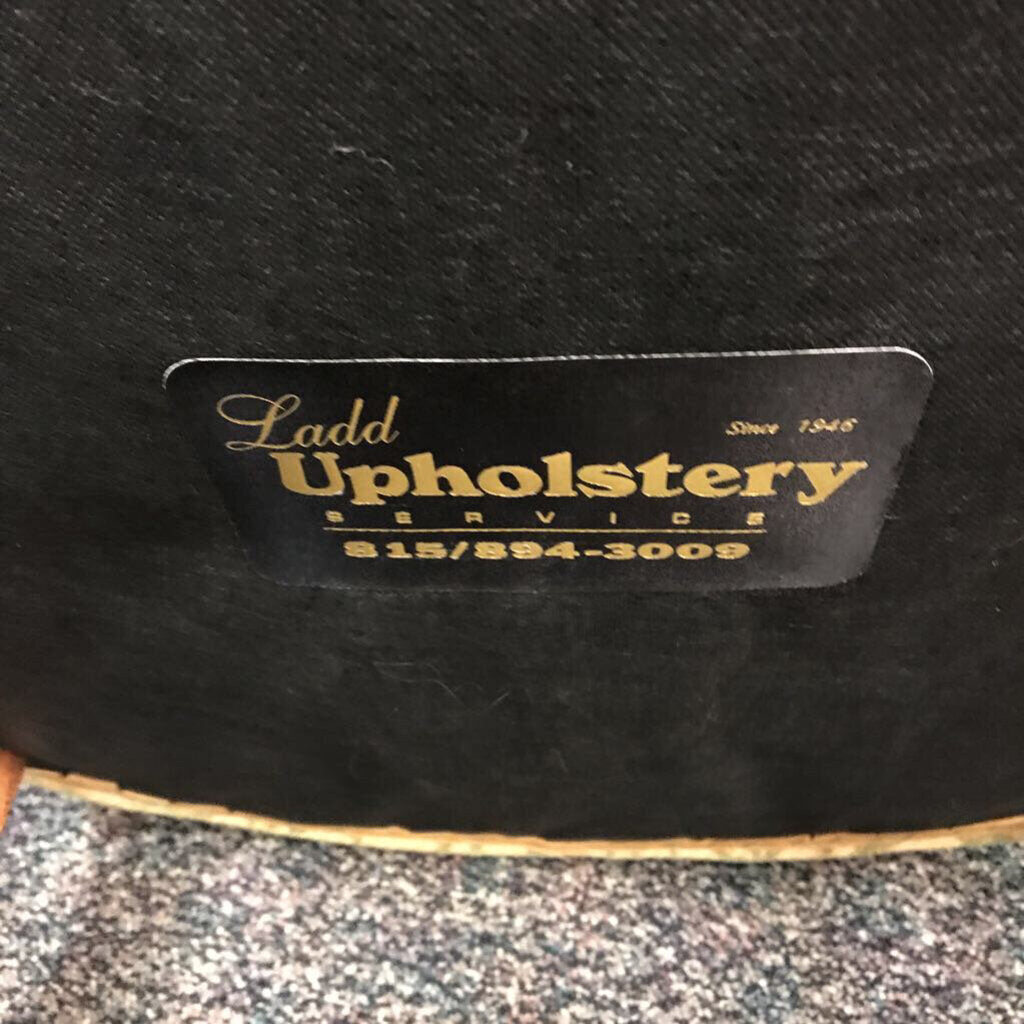 Ladd
Since 1946
Upholstery
SERVICE
815/894-3009